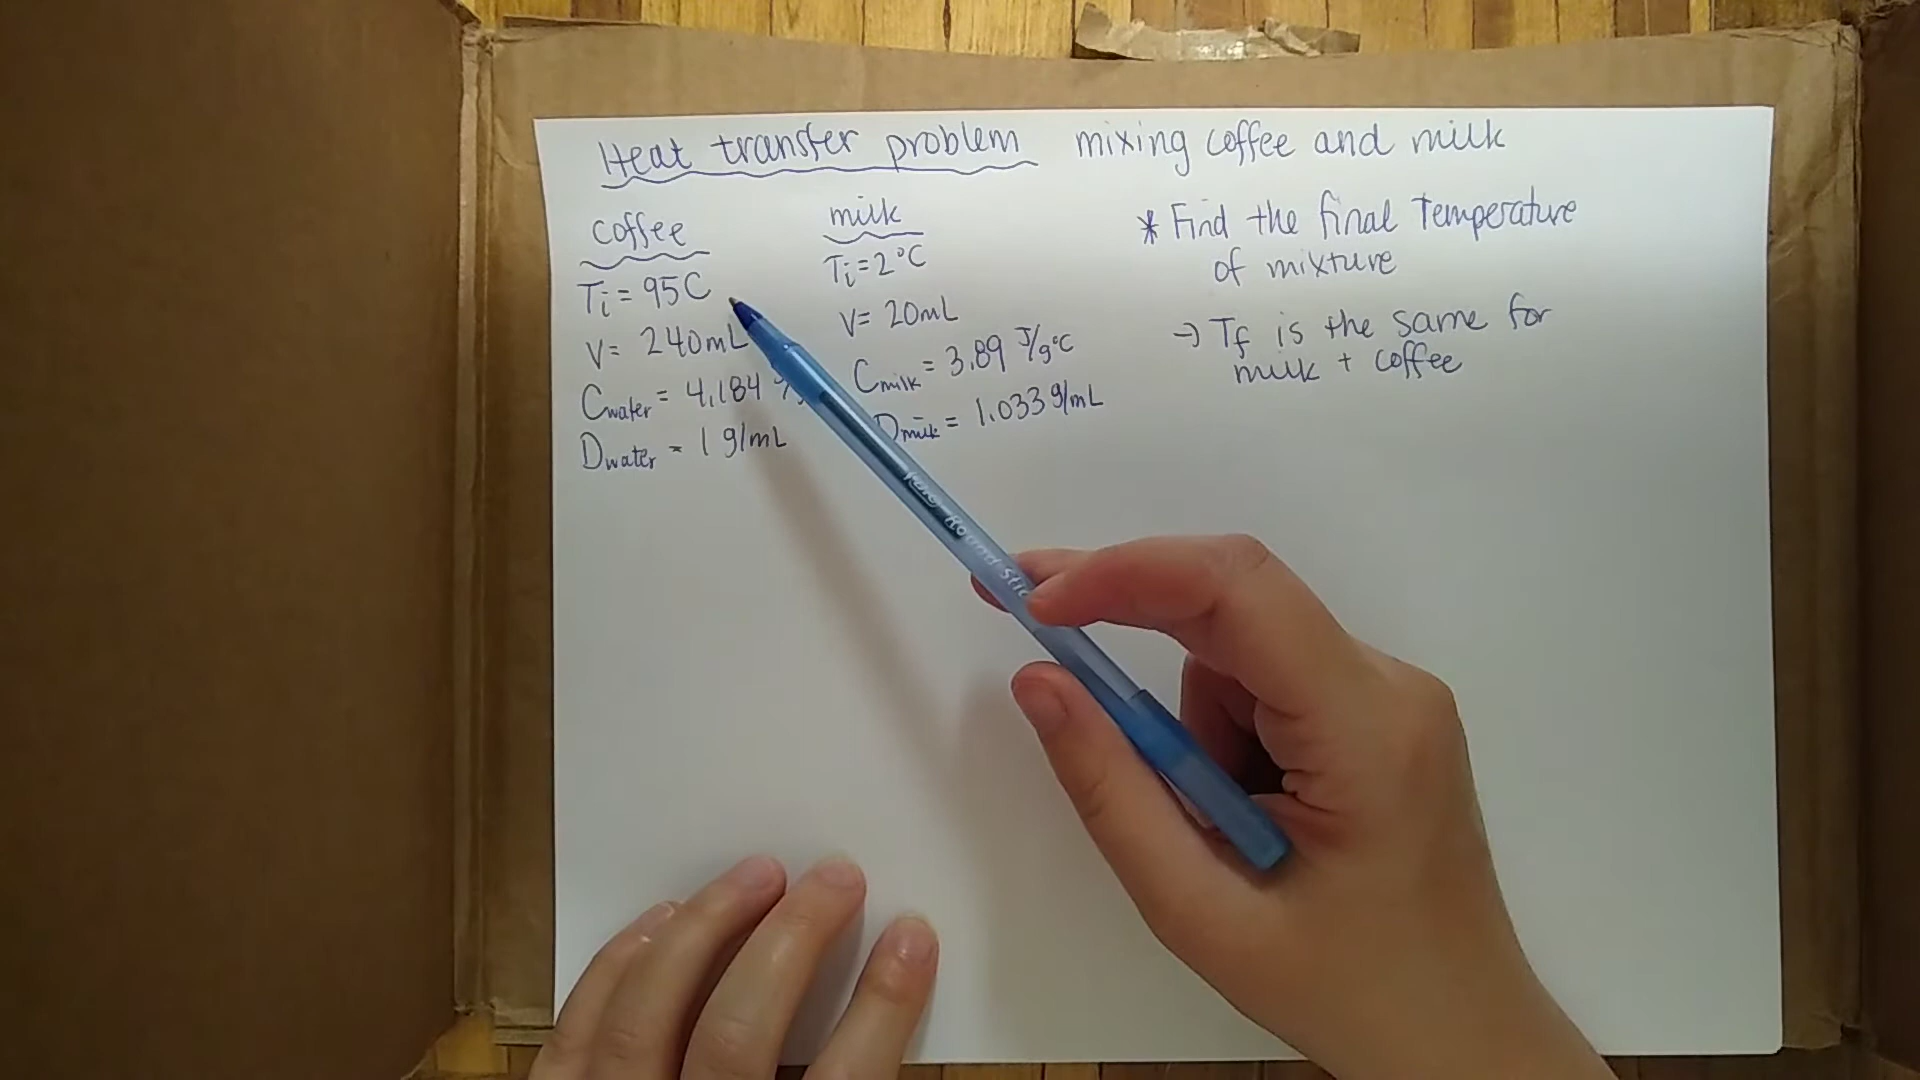 Heat transfer problem mixing coffee and milk
coffee
Ti = 95C
V = 240mL
Cwater = 4.184
Dwater = 1 g/mL
milk
Ti = 2°C
V = 20mL
Cmilk = 3.89 J/g°C
Dmilk = 1.033 g/mL
* Find the final Temperature
of mixture
→ Tf is the same for
milk + coffee
Round Stic